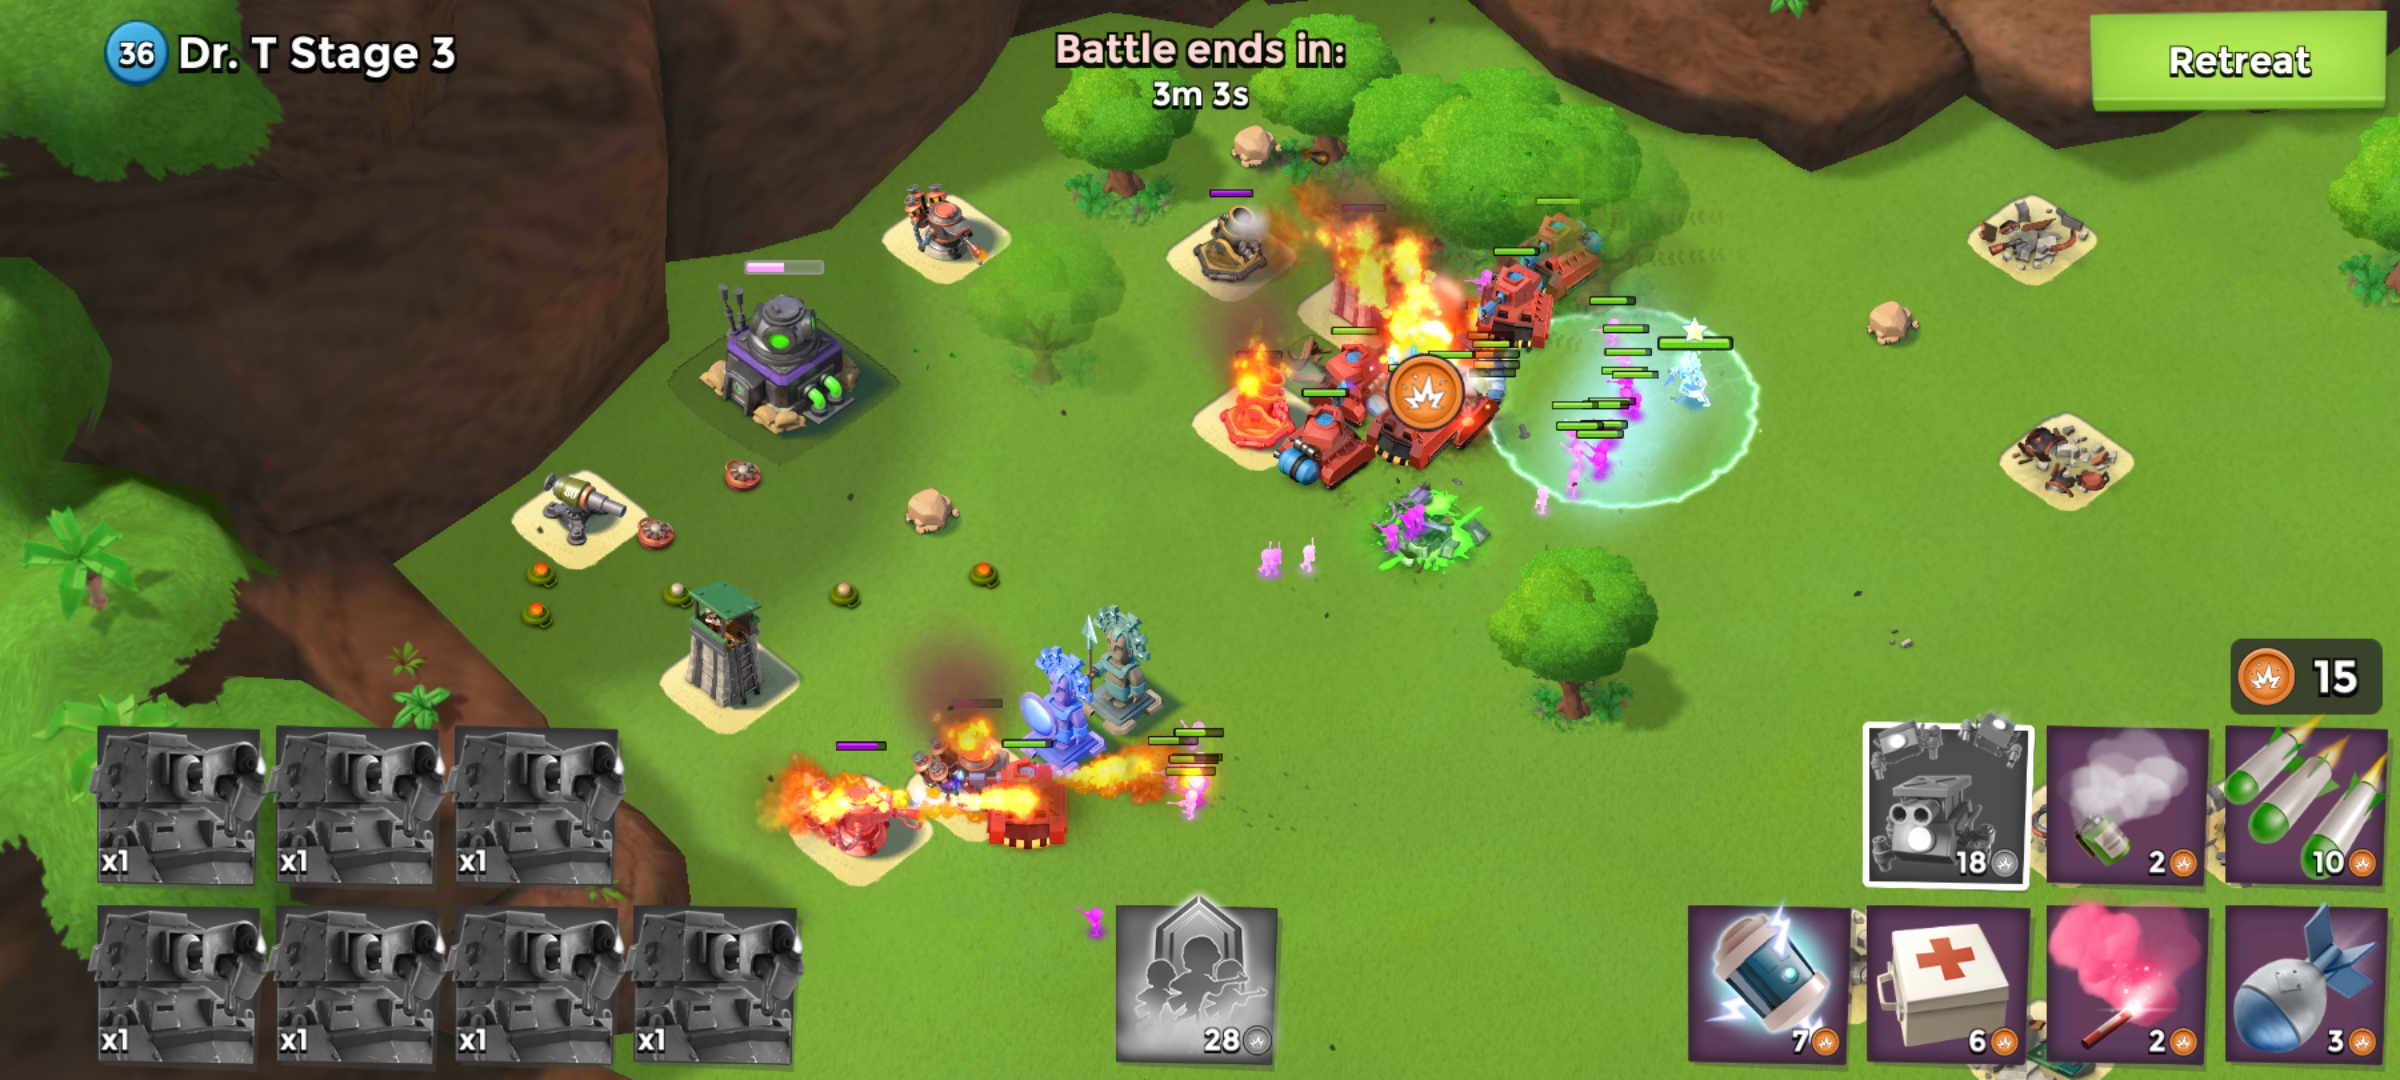 36 Dr. T Stage 3
Battle ends in:
3m 3s
Retreat
15
x1
x1
x1
18
2
10
x1
x1
x1
x1
28
7
6
2
3